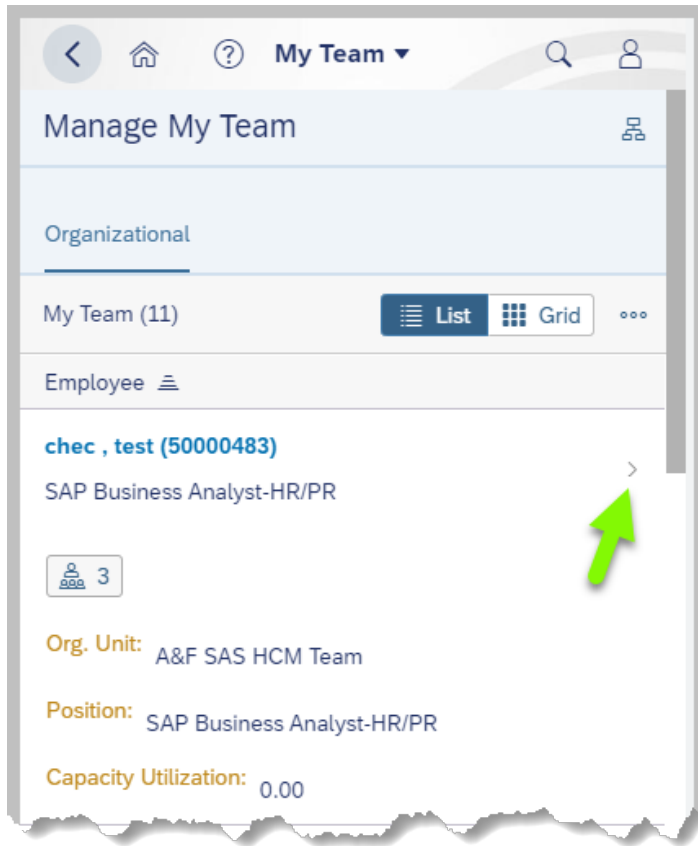 My Team
Manage My Team
Organizational
My Team (11) List Grid
Employee
chec , test (50000483)
SAP Business Analyst-HR/PR
3
Org. Unit: A&F SAS HCM Team
Position: SAP Business Analyst-HR/PR
Capacity Utilization: 0.00